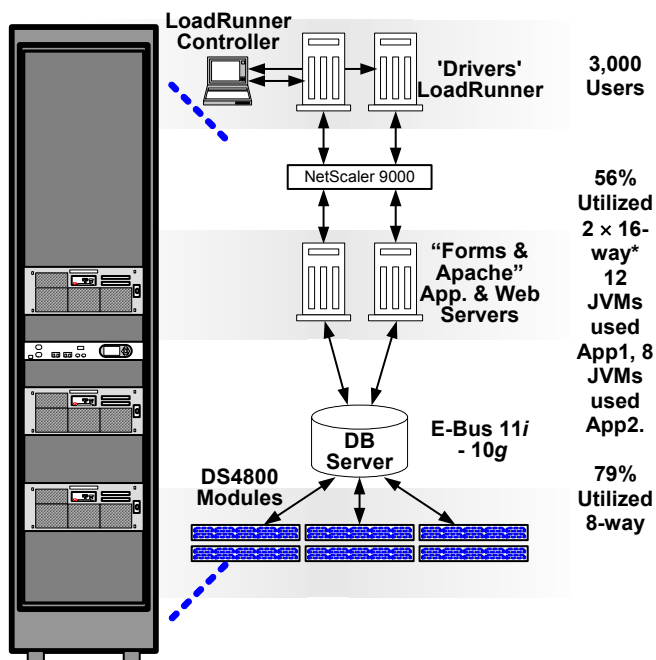 LoadRunner
Controller
'Drivers'
LoadRunner
3,000
Users
NetScaler 9000
“Forms &
Apache”
App. & Web
Servers
56%
Utilized
2 × 16-
way*
12
JVMs
used
App1, 8
JVMs
used
App2.
DB
Server
E-Bus 11i
- 10g
DS4800
Modules
79%
Utilized
8-way